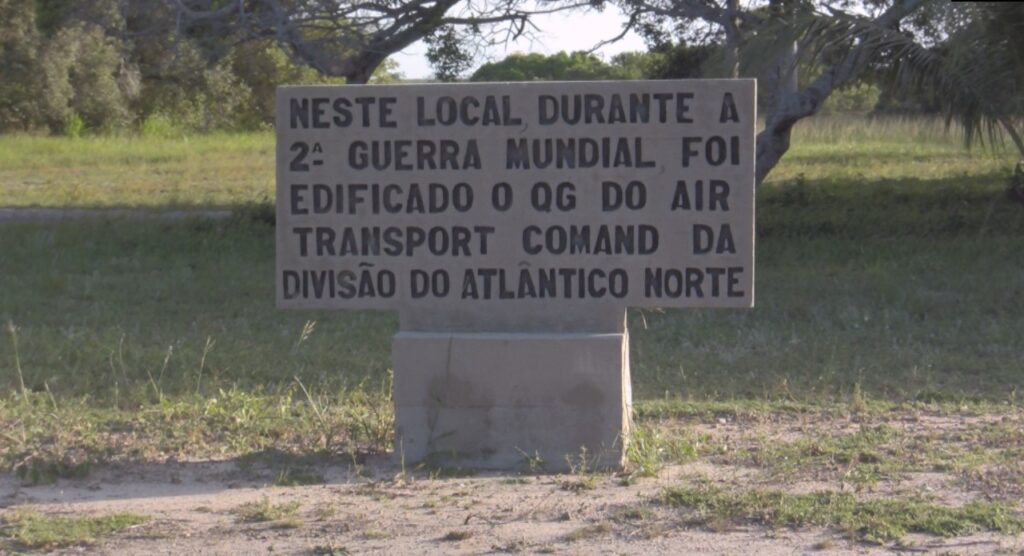 NESTE LOCAL, DURANTE A
2ª GUERRA MUNDIAL, FOI
EDIFICADO O QG DO AIR
TRANSPORT COMAND DA
DIVISÃO DO ATLÂNTICO NORTE